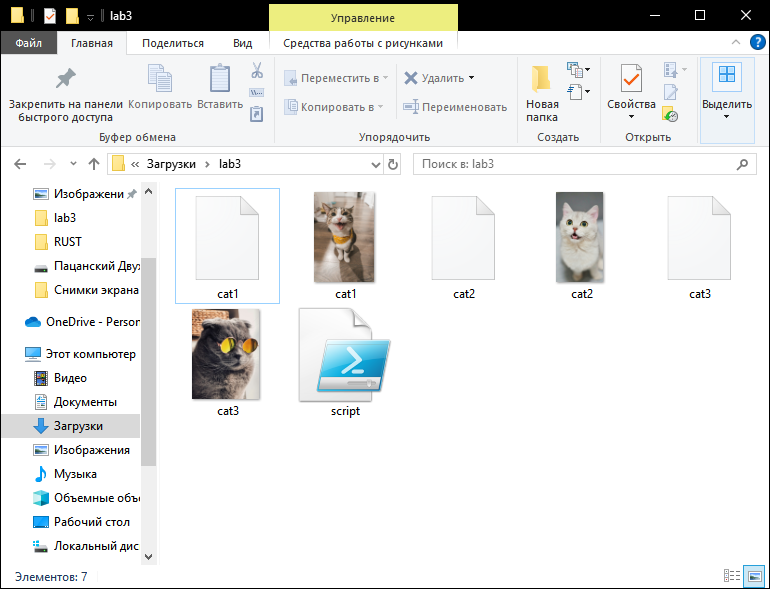 lab3
Управление
Файл
Главная
Поделиться
Вид
Средства работы с рисунками
Закрепить на панели
быстрого доступа
Копировать
Вставить
Буфер обмена
Переместить в
Копировать в
Удалить
Переименовать
Упорядочить
Новая
папка
Создать
Свойства
Открыть
Выделить
« Загрузки › lab3
Поиск в: lab3
Изображени
lab3
RUST
Пацанский Двух
Снимки экрана
OneDrive - Person
Этот компьютер
Видео
Документы
Загрузки
Изображения
Музыка
Объемные объе
Рабочий стол
Локальный дис
cat1
cat1
cat2
cat2
cat3
cat3
script
Элементов: 7